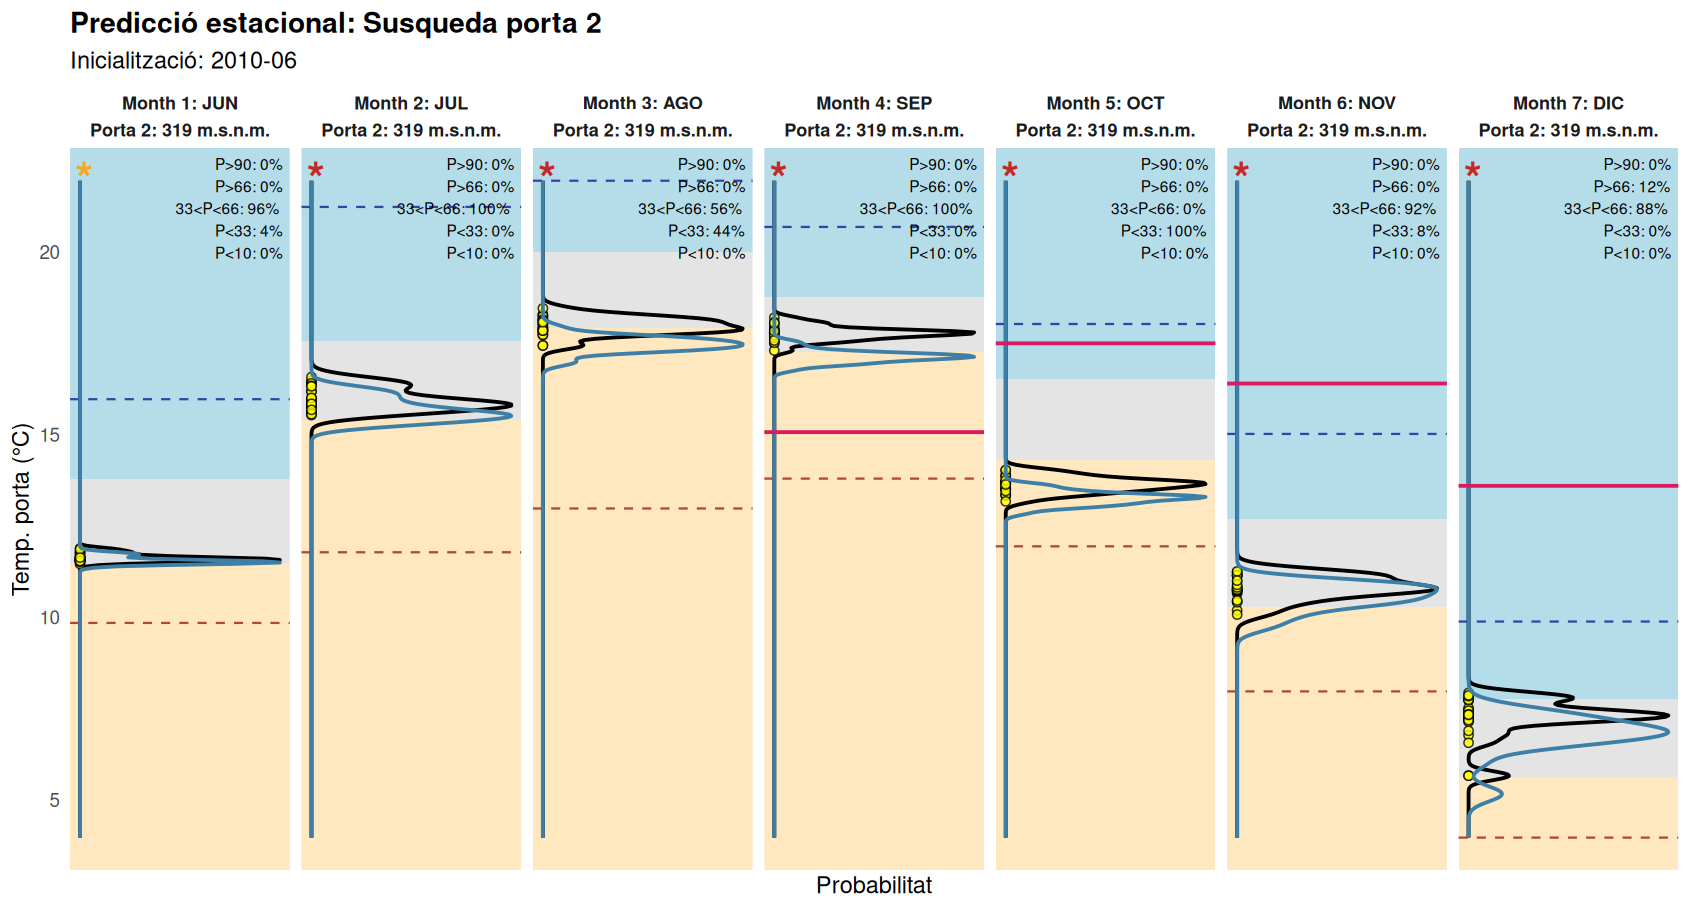 Predicció estacional: Susqueda porta 2
Inicialització: 2010-06
Month 1: JUN
Porta 2: 319 m.s.n.m.
Month 2: JUL
Porta 2: 319 m.s.n.m.
Month 3: AGO
Porta 2: 319 m.s.n.m.
Month 4: SEP
Porta 2: 319 m.s.n.m.
Month 5: OCT
Porta 2: 319 m.s.n.m.
Month 6: NOV
Porta 2: 319 m.s.n.m.
Month 7: DIC
Porta 2: 319 m.s.n.m.
*
P>90: 0%
P>66: 0%
33<P<66: 96%
P<33: 4%
P<10: 0%
*
P>90: 0%
P>66: 0%
33<P<66: 100%
P<33: 0%
P<10: 0%
*
P>90: 0%
P>66: 0%
33<P<66: 56%
P<33: 44%
P<10: 0%
*
P>90: 0%
P>66: 0%
33<P<66: 100%
P<33: 0%
P<10: 0%
*
P>90: 0%
P>66: 0%
33<P<66: 0%
P<33: 100%
P<10: 0%
*
P>90: 0%
P>66: 0%
33<P<66: 92%
P<33: 8%
P<10: 0%
*
P>90: 0%
P>66: 12%
33<P<66: 88%
P<33: 0%
P<10: 0%
20
15
10
5
Temp. porta (°C)
Probabilitat